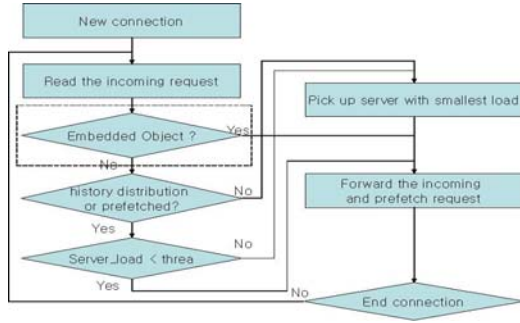 New connection
Read the incoming request
Pick up server with smallest load
Embedded Object ?
Yes
No
history distribution
or prefetched?
No
Forward the incoming
and prefetch request
Yes
No
Server_load < threa
Yes
No
End connection